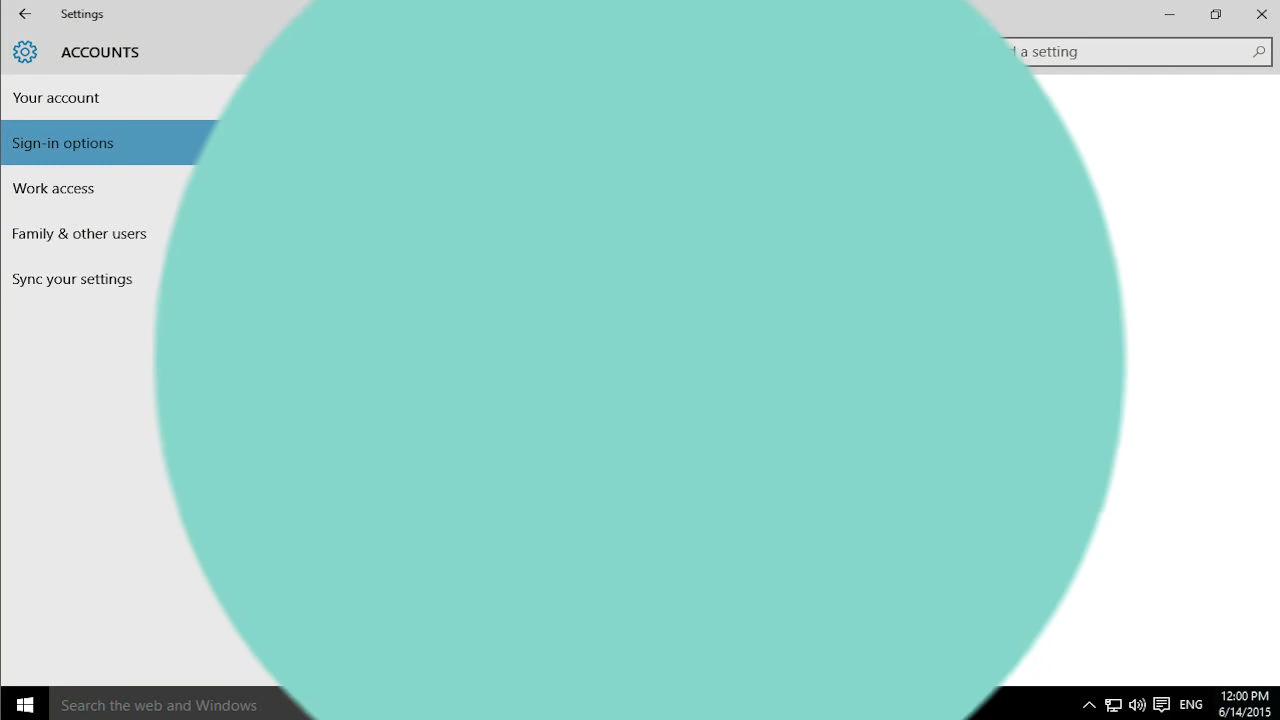 Settings
ACCOUNTS
a setting
Your account
Sign-in options
Work access
Family & other users
Sync your settings
Search the web and Windows
ENG
12:00 PM
6/14/2015